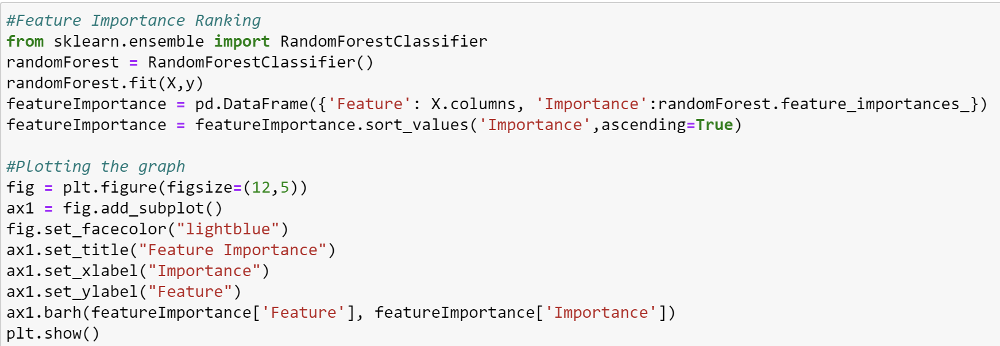 #Feature Importance Ranking
from sklearn.ensemble import RandomForestClassifier
randomForest = RandomForestClassifier()
randomForest.fit(X,y)
featureImportance = pd.DataFrame({'Feature': X.columns, 'Importance':randomForest.feature_importances_})
featureImportance = featureImportance.sort_values('Importance',ascending=True)

#Plotting the graph
fig = plt.figure(figsize=(12,5))
ax1 = fig.add_subplot()
fig.set_facecolor("lightblue")
ax1.set_title("Feature Importance")
ax1.set_xlabel("Importance")
ax1.set_ylabel("Feature")
ax1.barh(featureImportance['Feature'], featureImportance['Importance'])
plt.show()